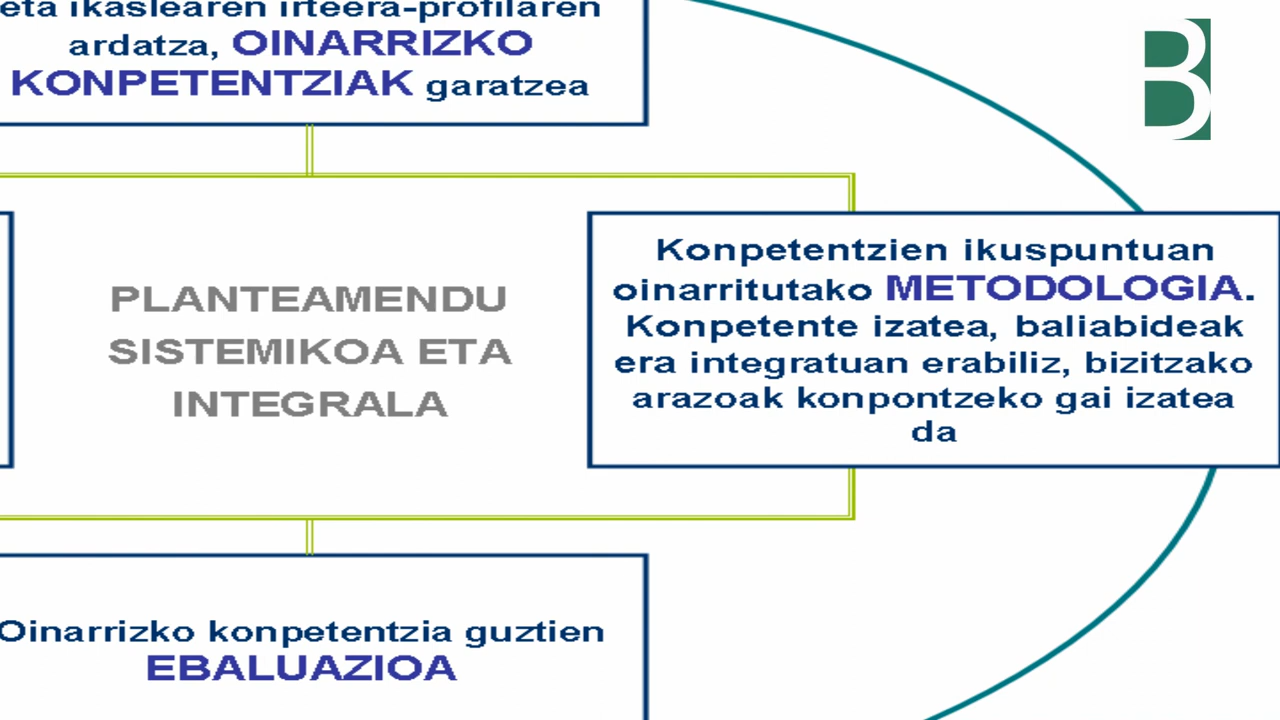 eta ikaslearen irteera-profilaren
ardatza, OINARRIZKO
KONPETENTZIAK garatzea
B
PLANTEAMENDU
SISTEMIKOA ETA
INTEGRALA
Konpetentzien ikuspuntuan
oinarritutako METODOLOGIA.
Konpetente izatea, baliabideak
era integratuan erabiliz, bizitzako
arazoak konpontzeko gai izatea
da
Oinarrizko konpetentzia guztien
EBALUAZIOA